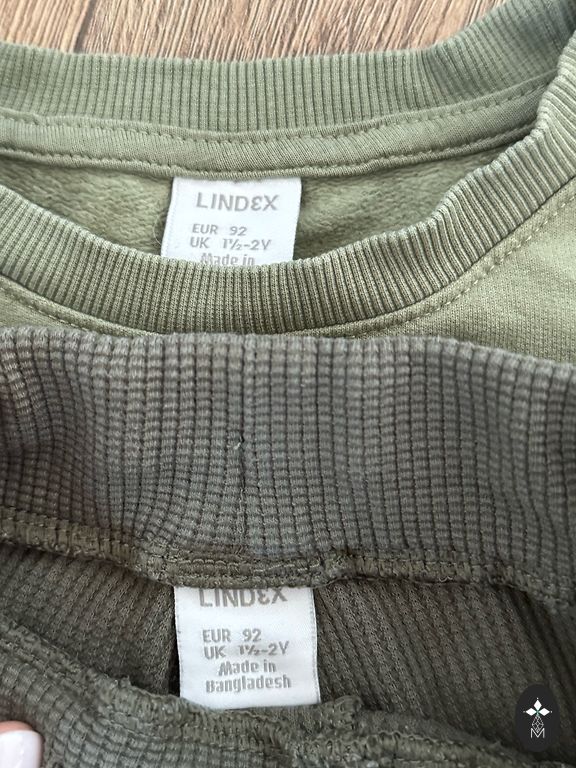 LINDEX
EUR 92
UK 1½-2Y
Made in
LINDEX
EUR 92
UK 1½-2Y
Made in
Bangladesh